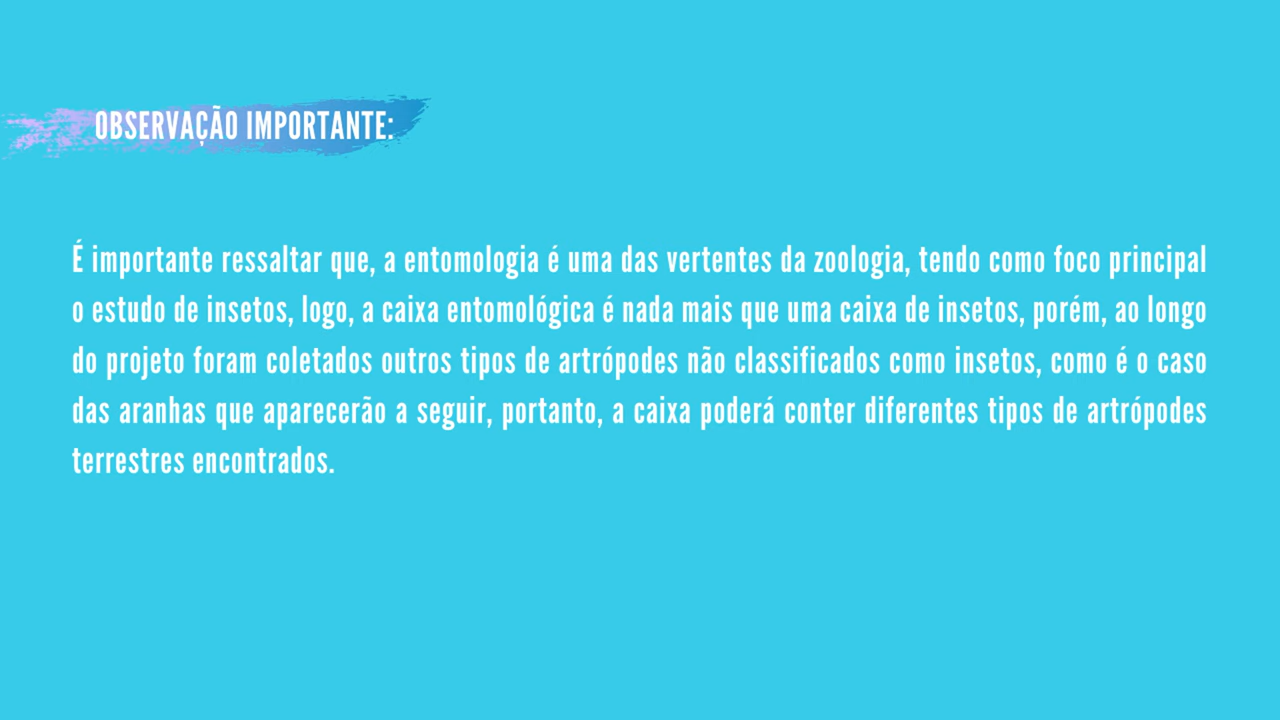 OBSERVAÇÃO IMPORTANTE:
É importante ressaltar que, a entomologia é uma das vertentes da zoologia, tendo como foco principal
o estudo de insetos, logo, a caixa entomológica é nada mais que uma caixa de insetos, porém, ao longo
do projeto foram coletados outros tipos de artrópodes não classificados como insetos, como é o caso
das aranhas que aparecerão a seguir, portanto, a caixa poderá conter diferentes tipos de artrópodes
terrestres encontrados.